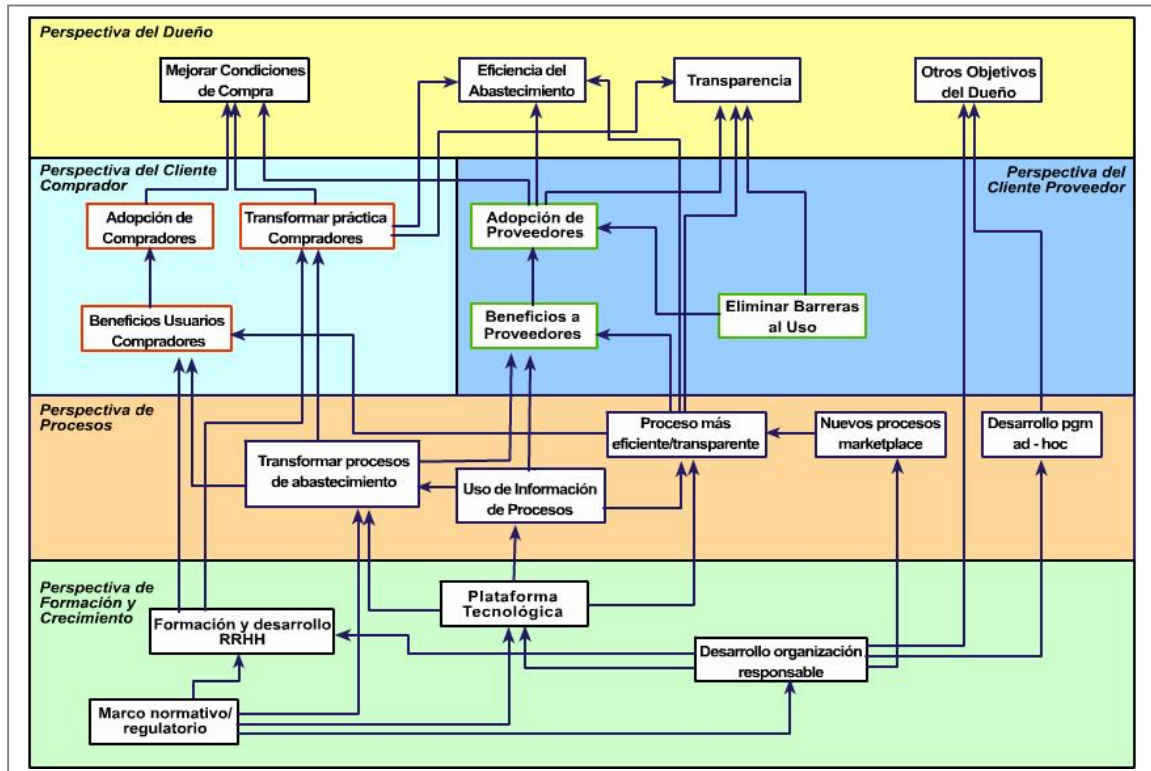 Perspectiva del Dueño
Mejorar Condiciones
de Compra
Eficiencia del
Abastecimiento
Transparencia
Otros Objetivos
del Dueño
Perspectiva del Cliente
Comprador
Perspectiva del
Cliente Proveedor
Adopción de
Compradores
Transformar práctica
Compradores
Adopción de
Proveedores
Beneficios Usuarios
Compradores
Beneficios a
Proveedores
Eliminar Barreras
al Uso
Perspectiva de
Procesos
Transformar procesos
de abastecimiento
Uso de Información
de Procesos
Proceso más
eficiente/transparente
Nuevos procesos
marketplace
Desarrollo pgm
ad - hoc
Perspectiva de
Formación y
Crecimiento
Formación y desarrollo
RRHH
Plataforma
Tecnológica
Desarrollo organización
responsable
Marco normativo/
regulatorio